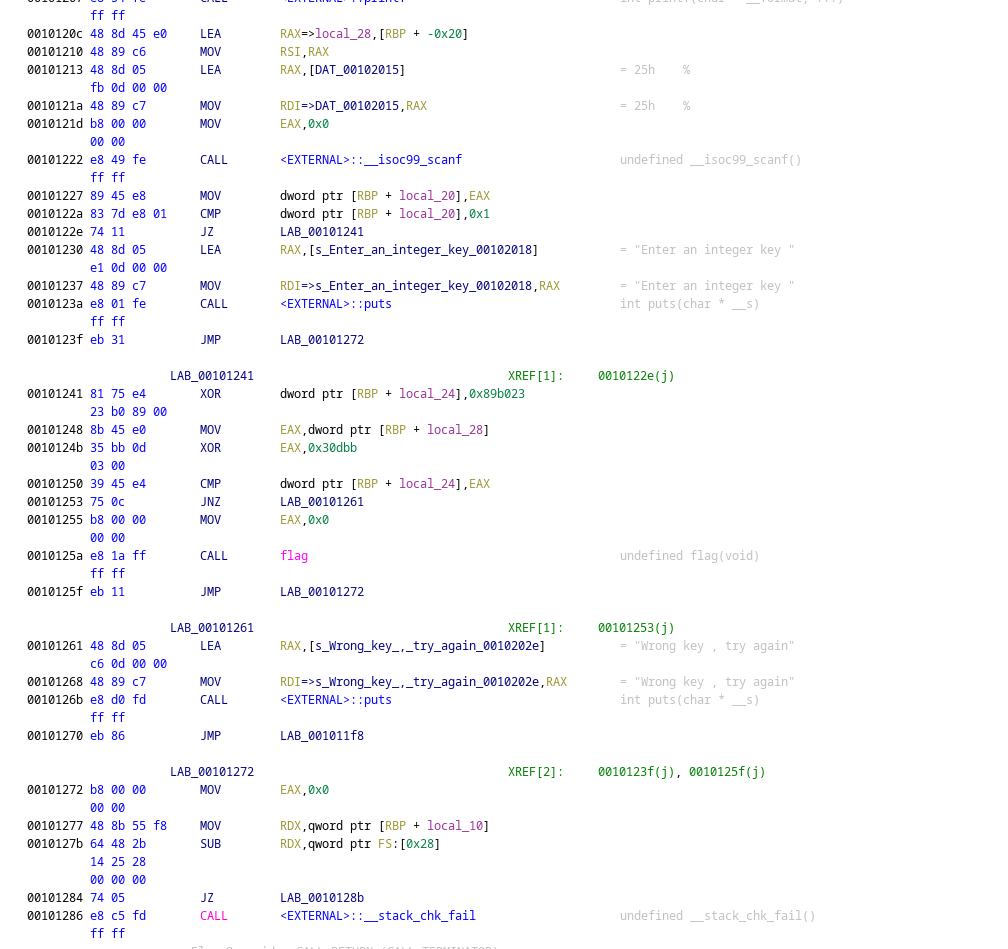 ff ff
0010120c 48 8d 45 e0 LEA RAX=>local_28,[RBP + -0x20]
00101210 48 89 c6 MOV RSI,RAX
00101213 48 8d 05 LEA RAX,[DAT_00102015] = 25h %
fb 0d 00 00
0010121a 48 89 c7 MOV RDI=>DAT_00102015,RAX = 25h %
0010121d b8 00 00 MOV EAX,0x0
00 00
00101222 e8 49 fe CALL <EXTERNAL>::__isoc99_scanf undefined __isoc99_scanf()
ff ff
00101227 89 45 e8 MOV dword ptr [RBP + local_20],EAX
0010122a 83 7d e8 01 CMP dword ptr [RBP + local_20],0x1
0010122e 74 11 JZ LAB_00101241
00101230 48 8d 05 LEA RAX,[s_Enter_an_integer_key_00102018] = "Enter an integer key "
e1 0d 00 00
00101237 48 89 c7 MOV RDI=>s_Enter_an_integer_key_00102018,RAX = "Enter an integer key "
0010123a e8 01 fe CALL <EXTERNAL>::puts int puts(char * __s)
ff ff
0010123f eb 31 JMP LAB_00101272
LAB_00101241 XREF[1]: 0010122e(j)
00101241 81 75 e4 XOR dword ptr [RBP + local_24],0x89b023
23 b0 89 00
00101248 8b 45 e0 MOV EAX,dword ptr [RBP + local_28]
0010124b 35 bb 0d XOR EAX,0x30dbb
03 00
00101250 39 45 e4 CMP dword ptr [RBP + local_24],EAX
00101253 75 0c JNZ LAB_00101261
00101255 b8 00 00 MOV EAX,0x0
00 00
0010125a e8 1a ff CALL flag undefined flag(void)
ff ff
0010125f eb 11 JMP LAB_00101272
LAB_00101261 XREF[1]: 00101253(j)
00101261 48 8d 05 LEA RAX,[s_Wrong_key_,_try_again_0010202e] = "Wrong key , try again"
c6 0d 00 00
00101268 48 89 c7 MOV RDI=>s_Wrong_key_,_try_again_0010202e,RAX = "Wrong key , try again"
0010126b e8 d0 fd CALL <EXTERNAL>::puts int puts(char * __s)
ff ff
00101270 eb 86 JMP LAB_001011f8
LAB_00101272 XREF[2]: 0010123f(j), 0010125f(j)
00101272 b8 00 00 MOV EAX,0x0
00 00
00101277 48 8b 55 f8 MOV RDX,qword ptr [RBP + local_10]
0010127b 64 48 2b SUB RDX,qword ptr FS:[0x28]
14 25 28
00 00 00
00101284 74 05 JZ LAB_0010128b
00101286 e8 c5 fd CALL <EXTERNAL>::__stack_chk_fail undefined __stack_chk_fail()
ff ff